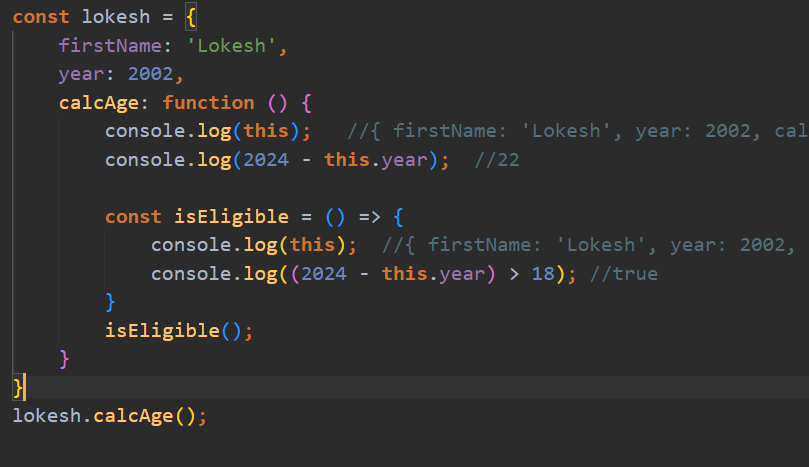 const lokesh = {
    firstName: 'Lokesh',
    year: 2002,
    calcAge: function () {
        console.log(this);   //{ firstName: 'Lokesh', year: 2002, cal
        console.log(2024 - this.year);  //22

        const isEligible = () => {
            console.log(this);  //{ firstName: 'Lokesh', year: 2002,
            console.log((2024 - this.year) > 18); //true
        }
        isEligible();
    }
}
lokesh.calcAge();